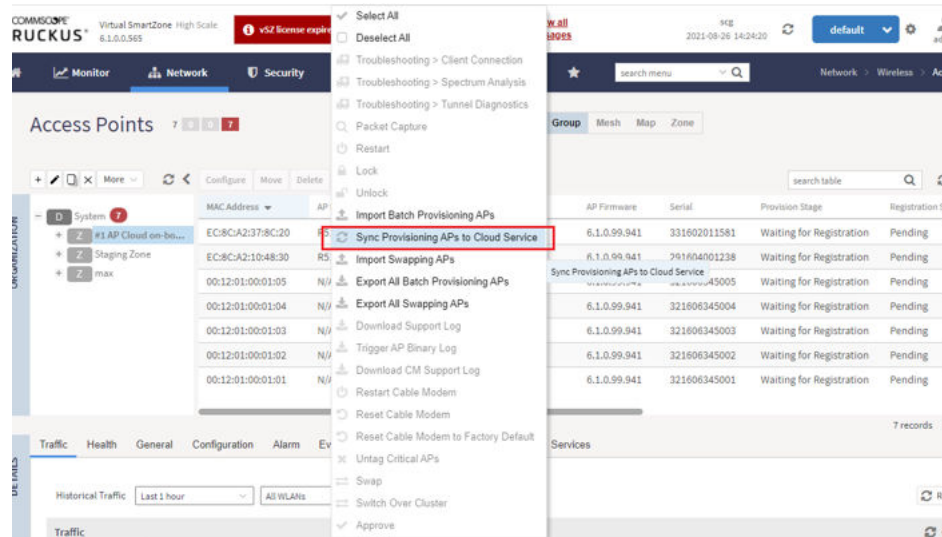 COMMSCOPE
RUCKUS
Virtual SmartZone High Scale
6.1.0.0.565
vSZ license expire
w all
scg
2021-08-26 14:24:20
default
Monitor
Network
Security
search menu
Network > Wireless > Ac
Access Points 7 0 0 7
Group Mesh Map Zone
More
Configure Move Delete
search table
ORGANIZATION
D System 7
Z #1 AP Cloud on-bo...
Z Staging Zone
Z max
MAC Address AP AP Firmware Serial Provision Stage Registration S
EC:8C:A2:37:8C:20 R5 6.1.0.99.941 331602011581 Waiting for Registration Pending
EC:8C:A2:10:48:30 R5 6.1.0.99.941 291604001238 Waiting for Registration Pending
00:12:01:00:01:05 N/A Waiting for Registration Pending
00:12:01:00:01:04 N/A 6.1.0.99.941 321606345004 Waiting for Registration Pending
00:12:01:00:01:03 N/A 6.1.0.99.941 321606345003 Waiting for Registration Pending
00:12:01:00:01:02 N/A 6.1.0.99.941 321606345002 Waiting for Registration Pending
00:12:01:00:01:01 N/A 6.1.0.99.941 321606345001 Waiting for Registration Pending
7 records
Select All
Deselect All
Troubleshooting > Client Connection
Troubleshooting > Spectrum Analysis
Troubleshooting > Tunnel Diagnostics
Packet Capture
Restart
Lock
Unlock
Import Batch Provisioning APs
Sync Provisioning APs to Cloud Service
Import Swapping APs
Export All Batch Provisioning APs
Export All Swapping APs
Download Support Log
Trigger AP Binary Log
Download CM Support Log
Restart Cable Modem
Reset Cable Modem
Reset Cable Modem to Factory Default
Untag Critical APs
Swap
Switch Over Cluster
Approve
Sync Provisioning APs to Cloud Service
DETAILS
Traffic Health General Configuration Alarm Ev Services
Historical Traffic Last 1 hour All WLANs
Traffic